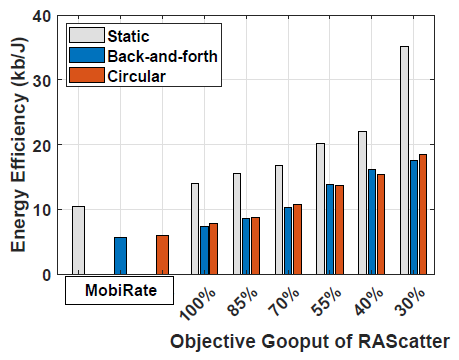 Energy Efficiency (kb/J)
40
30
20
10
0
Static
Back-and-forth
Circular
MobiRate
100%
85%
70%
55%
40%
30%
Objective Gooput of RAScatter